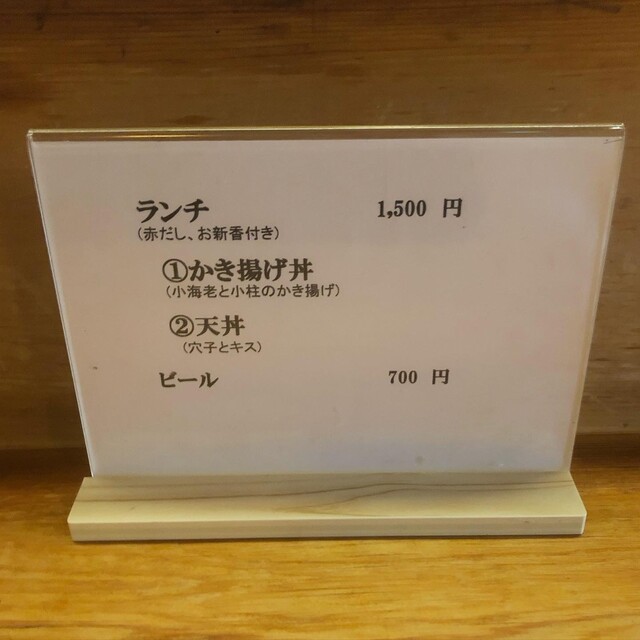 ランチ 1,500 円
(赤だし、お新香付き)
①かき揚げ丼
(小海老と小柱のかき揚げ)
②天丼
(穴子とキス)
ビール 700 円